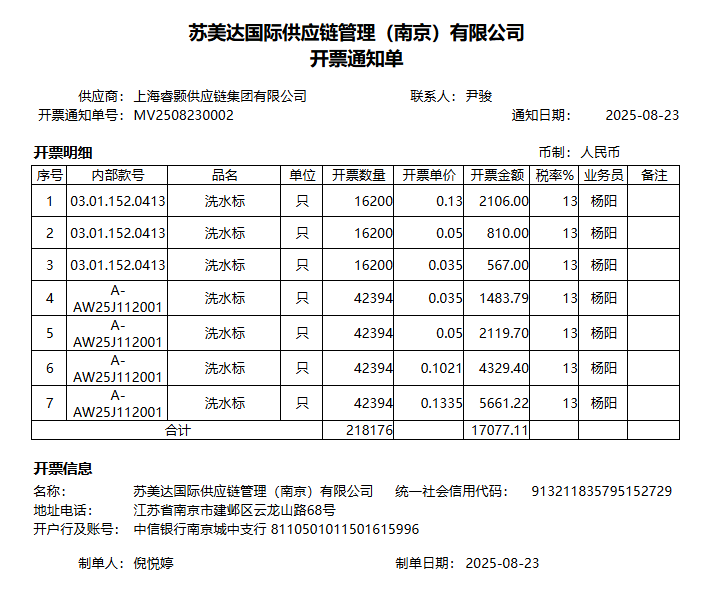 苏美达国际供应链管理（南京）有限公司
开票通知单
供应商： 上海睿颢供应链集团有限公司 联系人： 尹骏
开票通知单号： MV2508230002 通知日期： 2025-08-23
开票明细 币制： 人民币
序号 内部款号 品名 单位 开票数量 开票单价 开票金额 税率% 业务员 备注
1 03.01.152.0413 洗水标 只 16200 0.13 2106.00 13 杨阳
2 03.01.152.0413 洗水标 只 16200 0.05 810.00 13 杨阳
3 03.01.152.0413 洗水标 只 16200 0.035 567.00 13 杨阳
4 A-AW25J112001 洗水标 只 42394 0.035 1483.79 13 杨阳
5 A-AW25J112001 洗水标 只 42394 0.05 2119.70 13 杨阳
6 A-AW25J112001 洗水标 只 42394 0.1021 4329.40 13 杨阳
7 A-AW25J112001 洗水标 只 42394 0.1335 5661.22 13 杨阳
合计 218176 17077.11
开票信息
名称： 苏美达国际供应链管理（南京）有限公司 统一社会信用代码： 913211835795152729
地址电话： 江苏省南京市建邺区云龙山路68号
开户行及账号： 中信银行南京城中支行 8110501011501615996
制单人： 倪悦婷 制单日期： 2025-08-23